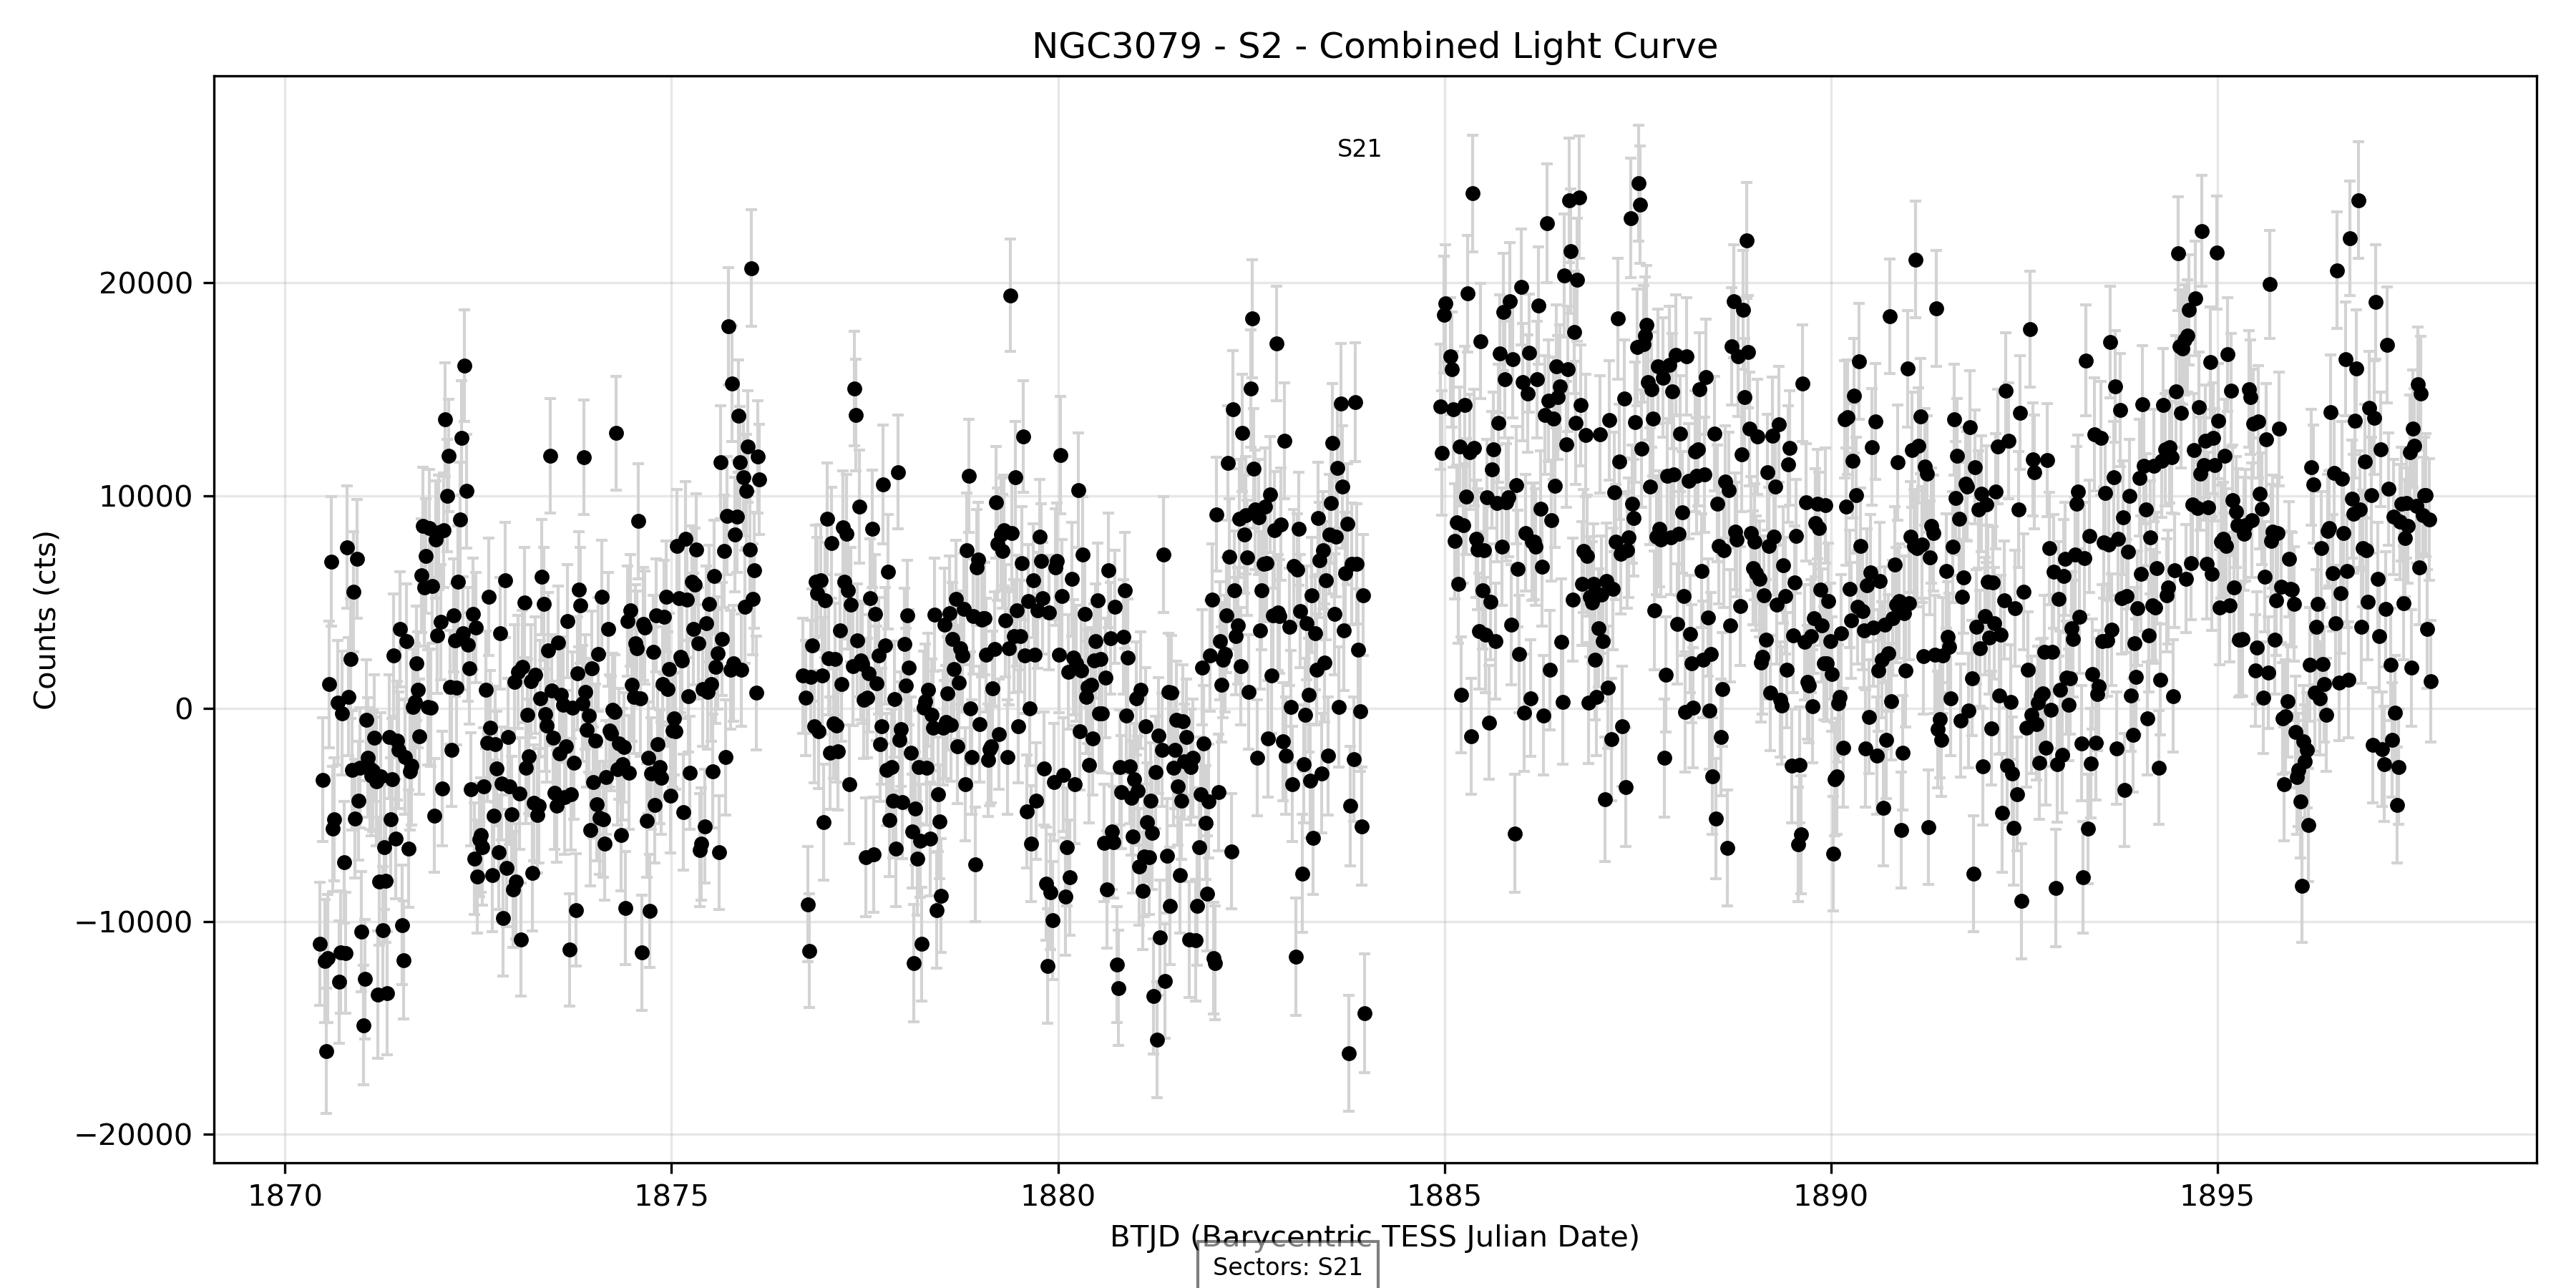 NGC3079 - S2 - Combined Light Curve
S21
Counts (cts)
20000
10000
0
−10000
−20000
1870 1875 1880 1885 1890 1895
BTJD (Barycentric TESS Julian Date)
Sectors: S21